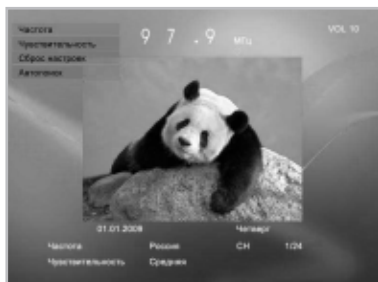 Частота
Чувствительность
Сброс настроек
Автопоиск
97.9 МГц
VOL 10
01.01.2009 Четверг
Частота Россия CH 1/24
Чувствительность Средняя